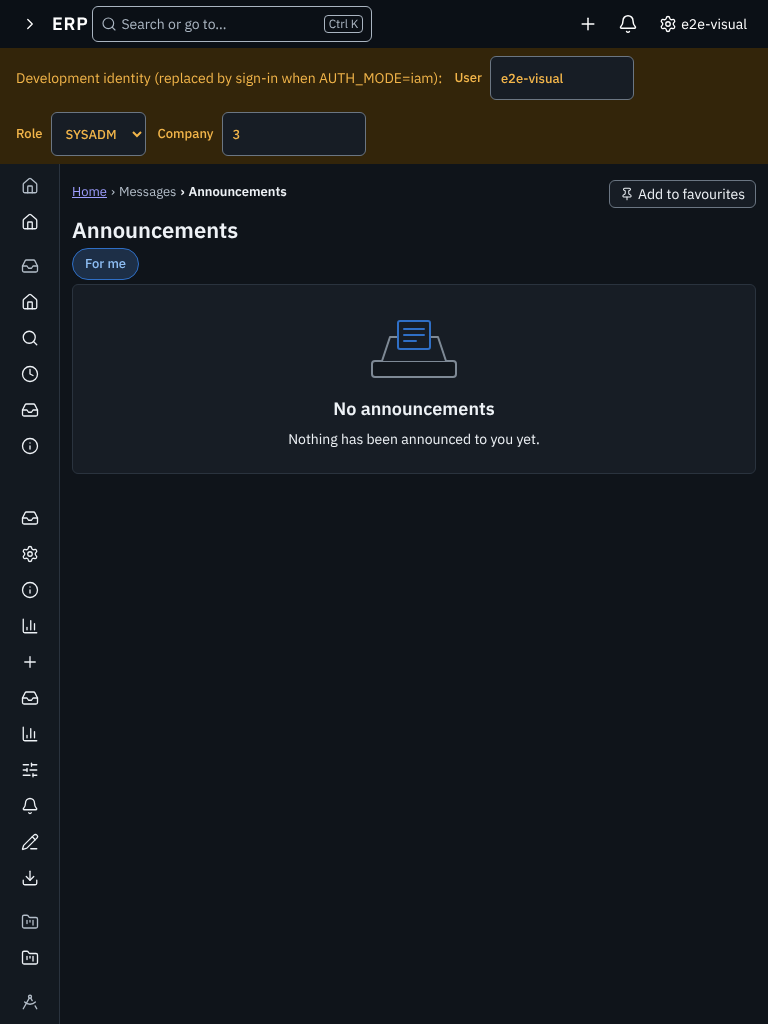 ERP
Search or go to...
Ctrl K
e2e-visual
Development identity (replaced by sign-in when AUTH_MODE=iam):
User
e2e-visual
Role
SYSADM
Company
3
Home › Messages › Announcements
Add to favourites
Announcements
For me
No announcements
Nothing has been announced to you yet.